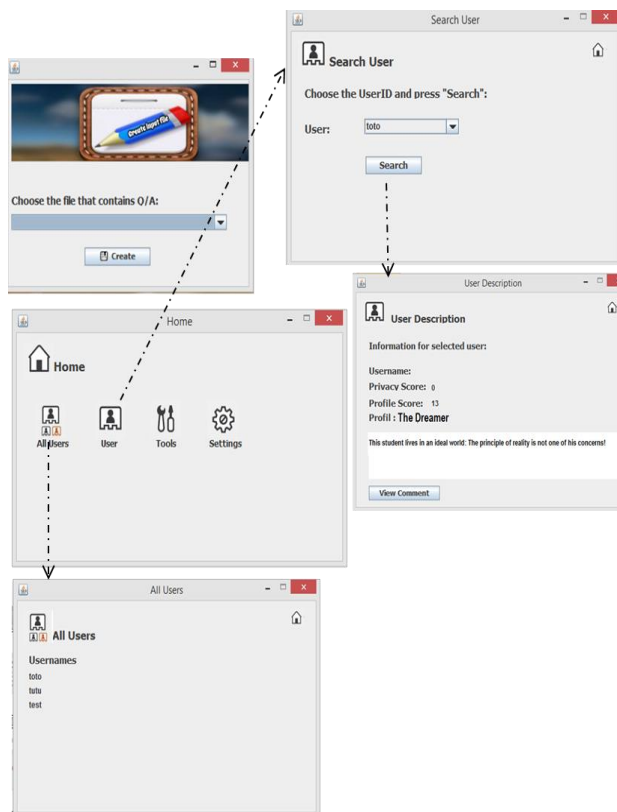 Create input file
Choose the file that contains Q/A:
Create
Search User
Search User
Choose the UserID and press "Search":
User: toto
Search
User Description
User Description
Information for selected user:
Username:
Privacy Score: 0
Profile Score: 13
Profil : The Dreamer
This student lives in an ideal world: The principle of reality is not one of his concerns!
View Comment
Home
Home
All Users User Tools Settings
All Users
All Users
Usernames
toto
tutu
test